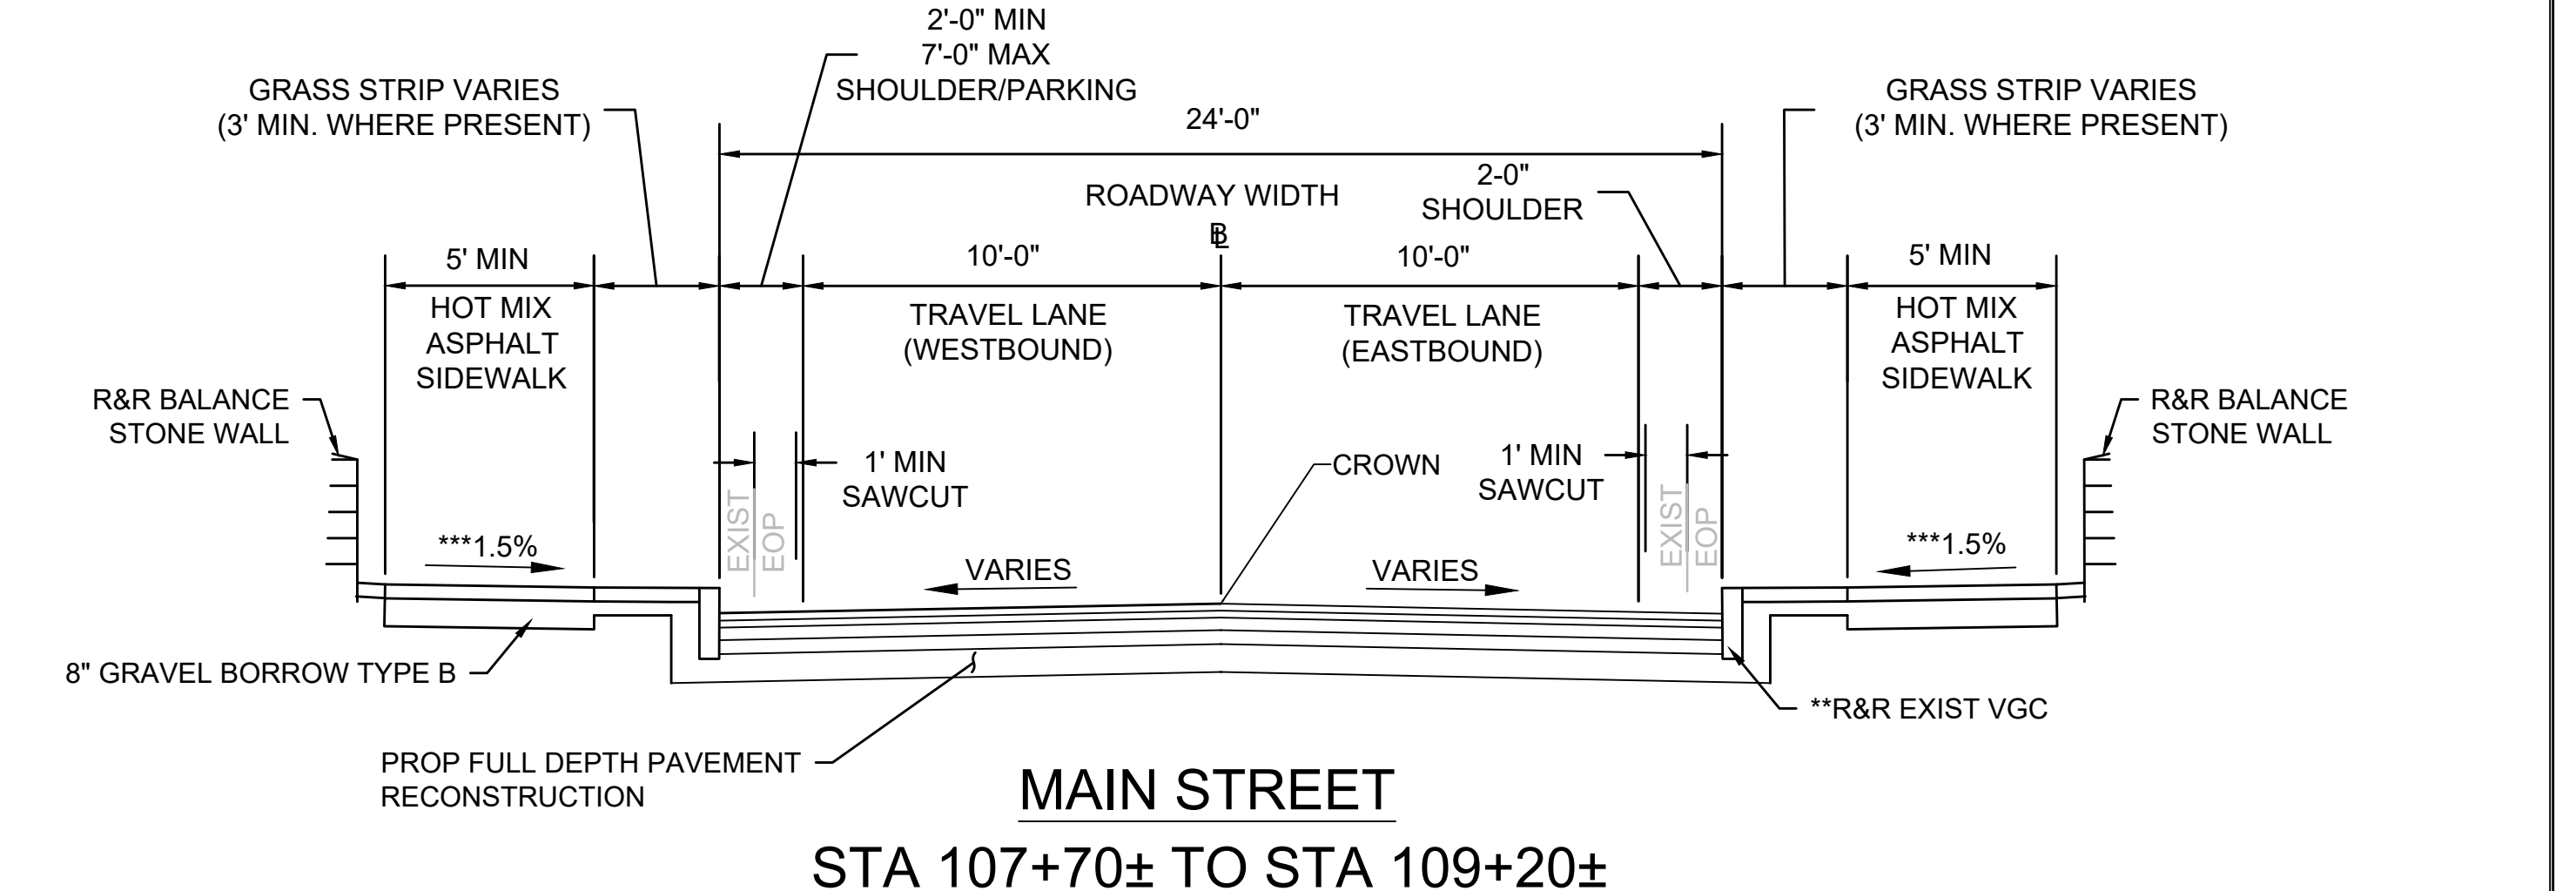 2'-0" MIN
7'-0" MAX
SHOULDER/PARKING
GRASS STRIP VARIES
(3' MIN. WHERE PRESENT)
GRASS STRIP VARIES
(3' MIN. WHERE PRESENT)
24'-0"
ROADWAY WIDTH
2-0"
SHOULDER
BL
5' MIN
10'-0"
10'-0"
5' MIN
HOT MIX
ASPHALT
SIDEWALK
TRAVEL LANE
(WESTBOUND)
TRAVEL LANE
(EASTBOUND)
HOT MIX
ASPHALT
SIDEWALK
R&R BALANCE
STONE WALL
R&R BALANCE
STONE WALL
1' MIN
SAWCUT
CROWN
1' MIN
SAWCUT
EXIST
EOP
EXIST
EOP
***1.5%
VARIES
VARIES
***1.5%
8" GRAVEL BORROW TYPE B
**R&R EXIST VGC
PROP FULL DEPTH PAVEMENT
RECONSTRUCTION
MAIN STREET
STA 107+70± TO STA 109+20±